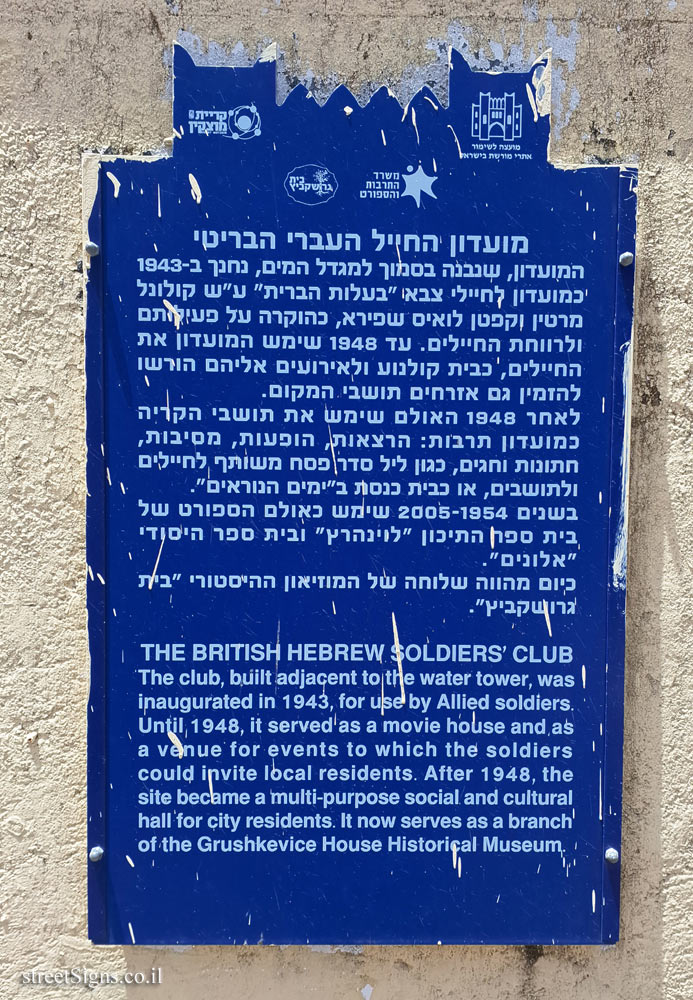 קריית מוצקין
מועצה לשימור
אתרי מורשת בישראל
בית
גרושקביץ
משרד
התרבות
והספורט
מועדון החייל העברי הבריטי
המועדון, שנבנה בסמוך למגדל המים, נחנך ב-1943
כמועדון לחיילי צבא "בעלות הברית" ע"ש קולונל
מרטין וקפטן לואיס שפירא, כהוקרה על פעילותם
ולרווחת החיילים. עד 1948 שימש המועדון את
החיילים, כבית קולנוע ולאירועים אליהם הורשו
להזמין גם אזרחים תושבי המקום.
לאחר 1948 האולם שימש את תושבי הקריה
כמועדון תרבות: הרצאות, הופעות, מסיבות,
חתונות וחגים, כגון ליל סדר פסח משותף לחיילים
ולתושבים, או כבית כנסת ב"ימים הנוראים".
בשנים 2005-1954 שימש כאולם הספורט של
בית ספר התיכון "לוינהרץ" ובית ספר היסודי
"אלונים".
כיום מהווה שלוחה של המוזיאון ההיסטורי "בית
גרושקביץ".
THE BRITISH HEBREW SOLDIERS' CLUB
The club, built adjacent to the water tower, was
inaugurated in 1943, for use by Allied soldiers.
Until 1948, it served as a movie house and as
a venue for events to which the soldiers
could invite local residents. After 1948, the
site became a multi-purpose social and cultural
hall for city residents. It now serves as a branch
of the Grushkevice House Historical Museum.
streetSigns.co.il